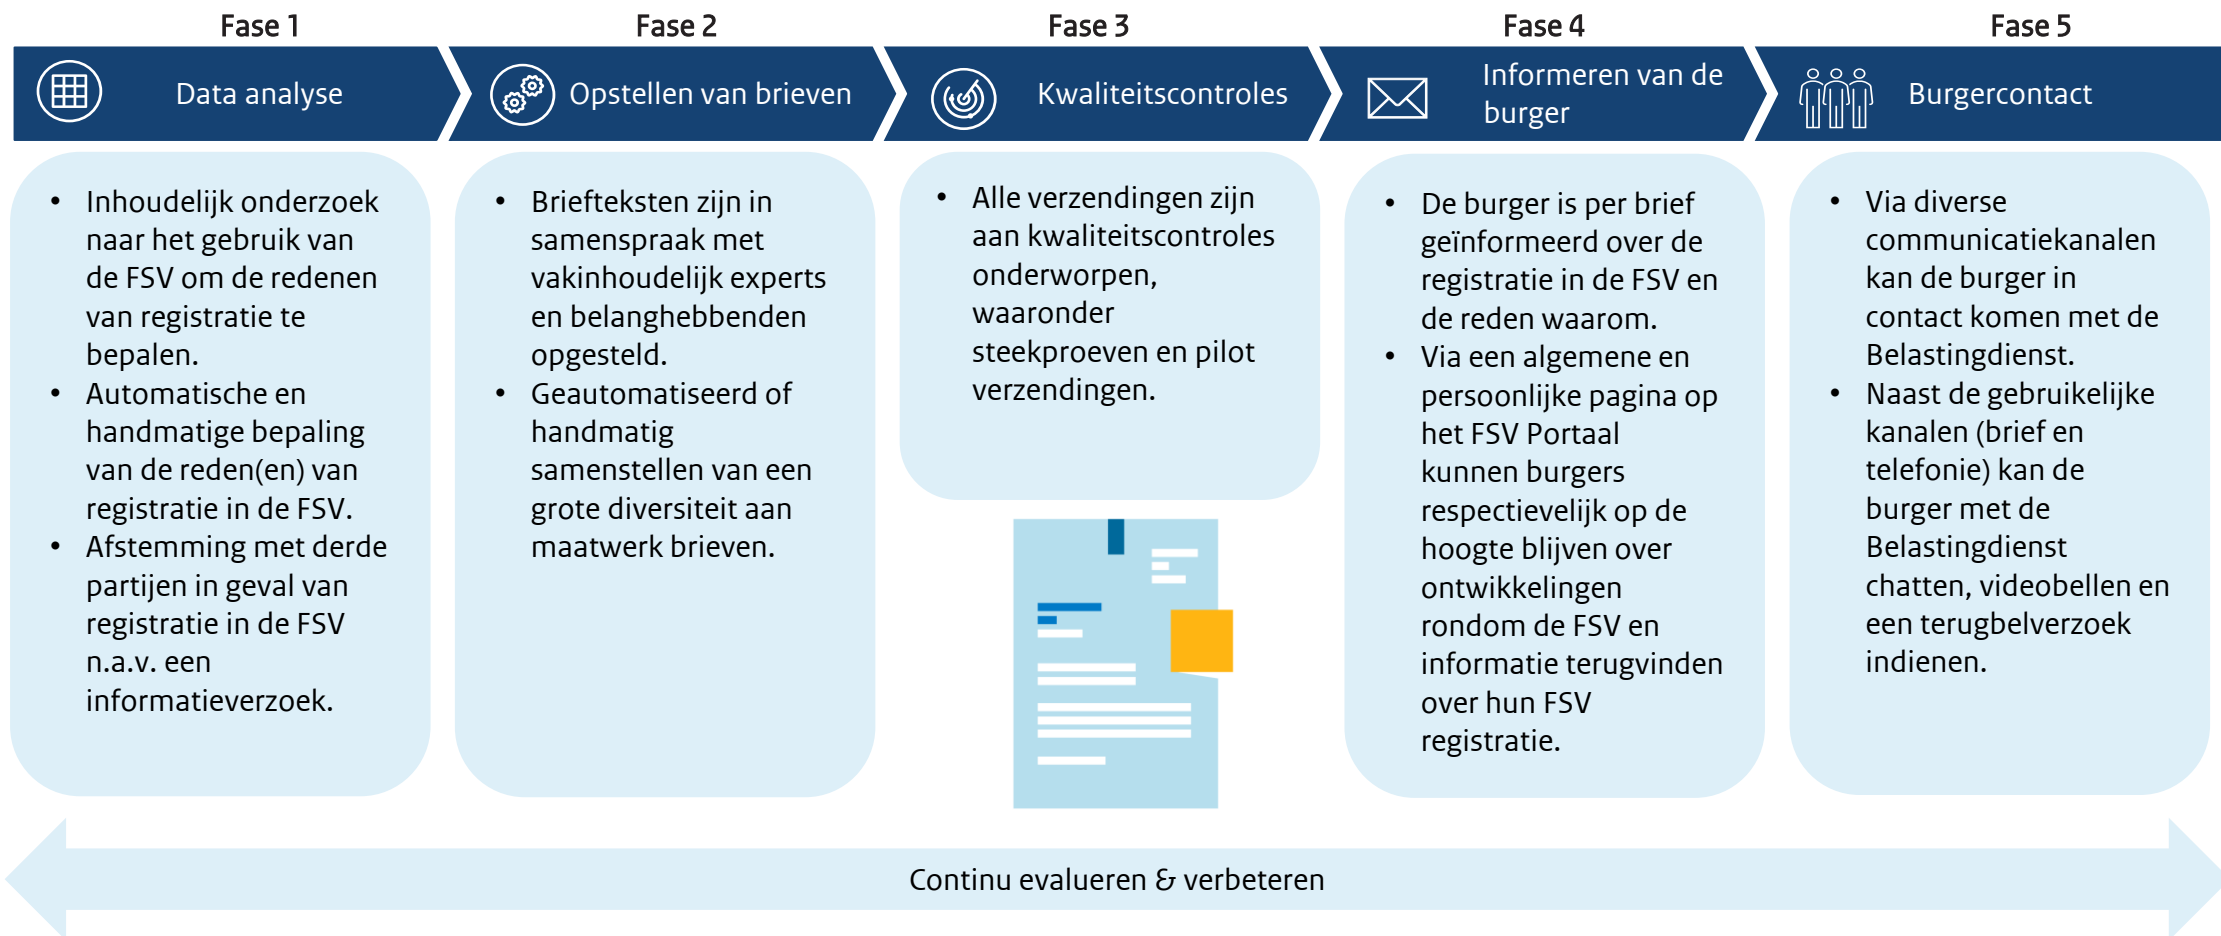 Fase 1
Data analyse
• Inhoudelijk onderzoek
naar het gebruik van
de FSV om de redenen
van registratie te
bepalen.
• Automatische en
handmatige bepaling
van de reden(en) van
registratie in de FSV.
• Afstemming met derde
partijen in geval van
registratie in de FSV
n.a.v. een
informatieverzoek.
Fase 2
Opstellen van brieven
• Briefteksten zijn in
samenspraak met
vakinhoudelijk experts
en belanghebbenden
opgesteld.
• Geautomatiseerd of
handmatig
samenstellen van een
grote diversiteit aan
maatwerk brieven.
Fase 3
Kwaliteitscontroles
• Alle verzendingen zijn
aan kwaliteitscontroles
onderworpen,
waaronder
steekproeven en pilot
verzendingen.
Fase 4
Informeren van de
burger
• De burger is per brief
geïnformeerd over de
registratie in de FSV en
de reden waarom.
• Via een algemene en
persoonlijke pagina op
het FSV Portaal
kunnen burgers
respectievelijk op de
hoogte blijven over
ontwikkelingen
rondom de FSV en
informatie terugvinden
over hun FSV
registratie.
Fase 5
Burgercontact
• Via diverse
communicatiekanalen
kan de burger in
contact komen met de
Belastingdienst.
• Naast de gebruikelijke
kanalen (brief en
telefonie) kan de
burger met de
Belastingdienst
chatten, videobellen en
een terugbelverzoek
indienen.
Continu evalueren & verbeteren